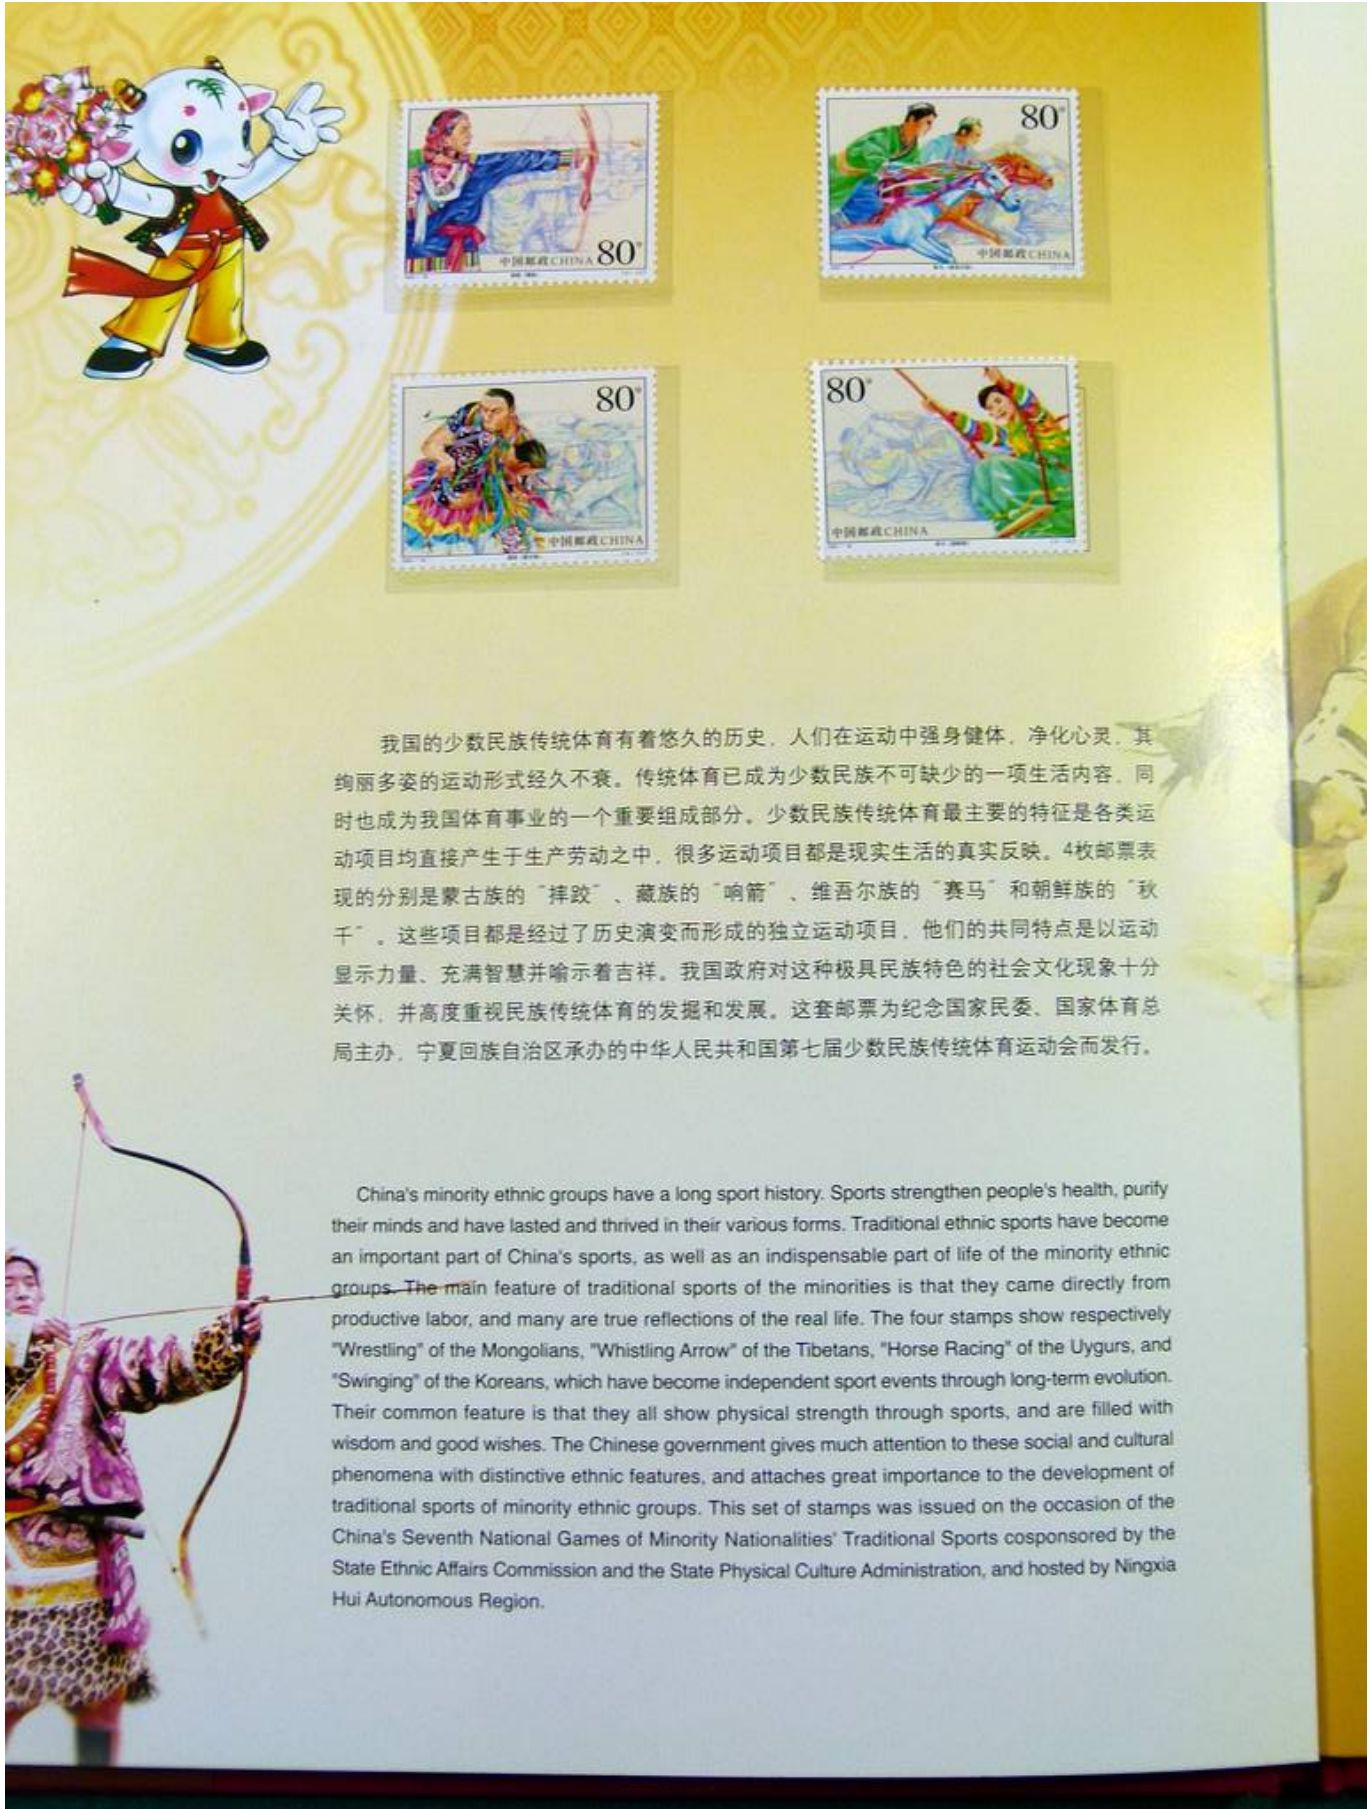 中国邮政CHINA 80
80
中国邮政CHINA
80
中国邮政CHINA
80
中国邮政CHINA
我国的少数民族传统体育有着悠久的历史，人们在运动中强身健体，净化心灵，其
绚丽多姿的运动形式经久不衰。传统体育已成为少数民族不可缺少的一项生活内容，同
时也成为我国体育事业的一个重要组成部分。少数民族传统体育最主要的特征是各类运
动项目均直接产生于生产劳动之中，很多运动项目都是现实生活的真实反映。4枚邮票表
现的分别是蒙古族的“摔跤”、藏族的“响箭”、维吾尔族的“赛马”和朝鲜族的“秋
千”。这些项目都是经过了历史演变而形成的独立运动项目，他们的共同特点是以运动
显示力量、充满智慧并喻示着吉祥。我国政府对这种极具民族特色的社会文化现象十分
关怀，并高度重视民族传统体育的发掘和发展。这套邮票为纪念国家民委、国家体育总
局主办，宁夏回族自治区承办的中华人民共和国第七届少数民族传统体育运动会而发行。
China's minority ethnic groups have a long sport history. Sports strengthen people's health, purify
their minds and have lasted and thrived in their various forms. Traditional ethnic sports have become
an important part of China's sports, as well as an indispensable part of life of the minority ethnic
groups. The main feature of traditional sports of the minorities is that they came directly from
productive labor, and many are true reflections of the real life. The four stamps show respectively
"Wrestling" of the Mongolians, "Whistling Arrow" of the Tibetans, "Horse Racing" of the Uygurs, and
"Swinging" of the Koreans, which have become independent sport events through long-term evolution.
Their common feature is that they all show physical strength through sports, and are filled with
wisdom and good wishes. The Chinese government gives much attention to these social and cultural
phenomena with distinctive ethnic features, and attaches great importance to the development of
traditional sports of minority ethnic groups. This set of stamps was issued on the occasion of the
China's Seventh National Games of Minority Nationalities' Traditional Sports cosponsored by the
State Ethnic Affairs Commission and the State Physical Culture Administration, and hosted by Ningxia
Hui Autonomous Region.